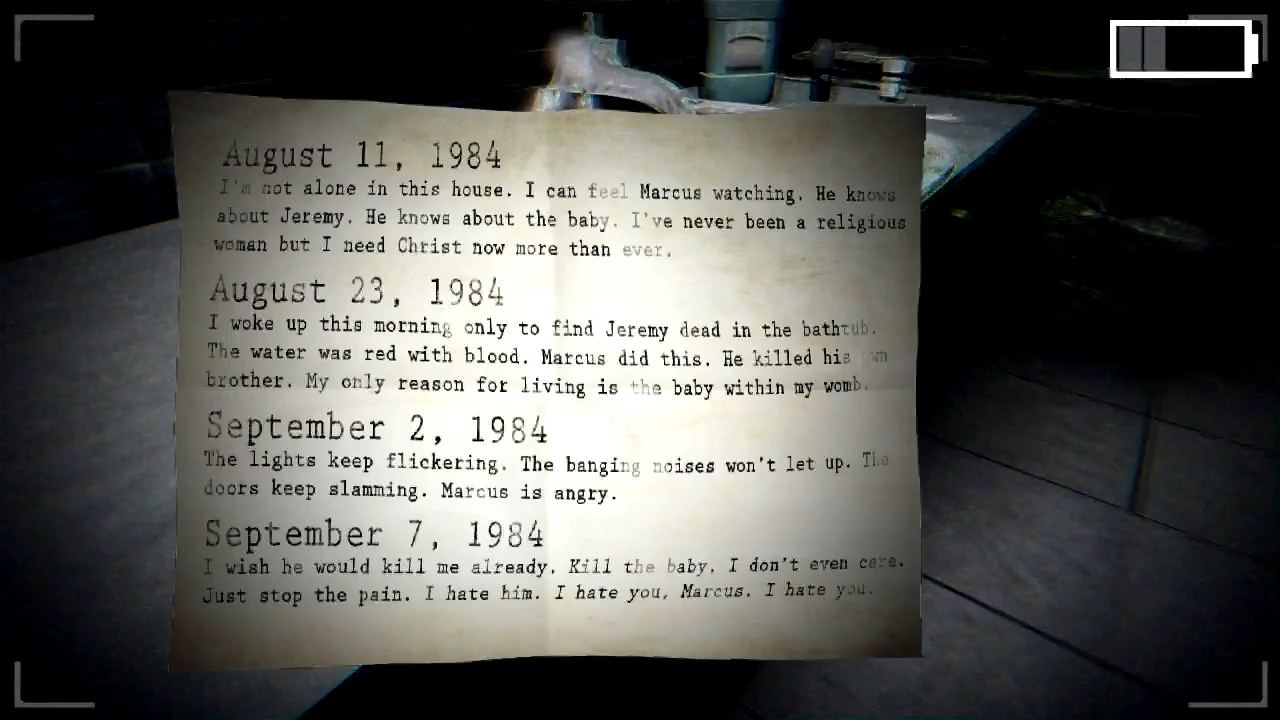 August 11, 1984
I'm not alone in this house. I can feel Marcus watching. He knows
about Jeremy. He knows about the baby. I've never been a religious
woman but I need Christ now more than ever.
August 23, 1984
I woke up this morning only to find Jeremy dead in the bathtub.
The water was red with blood. Marcus did this. He killed his
brother. My only reason for living is the baby within my womb.
September 2, 1984
The lights keep flickering. The banging noises won't let up. The
doors keep slamming. Marcus is angry.
September 7, 1984
I wish he would kill me already. Kill the baby, I don't even care.
Just stop the pain. I hate him. I hate you, Marcus. I hate you.